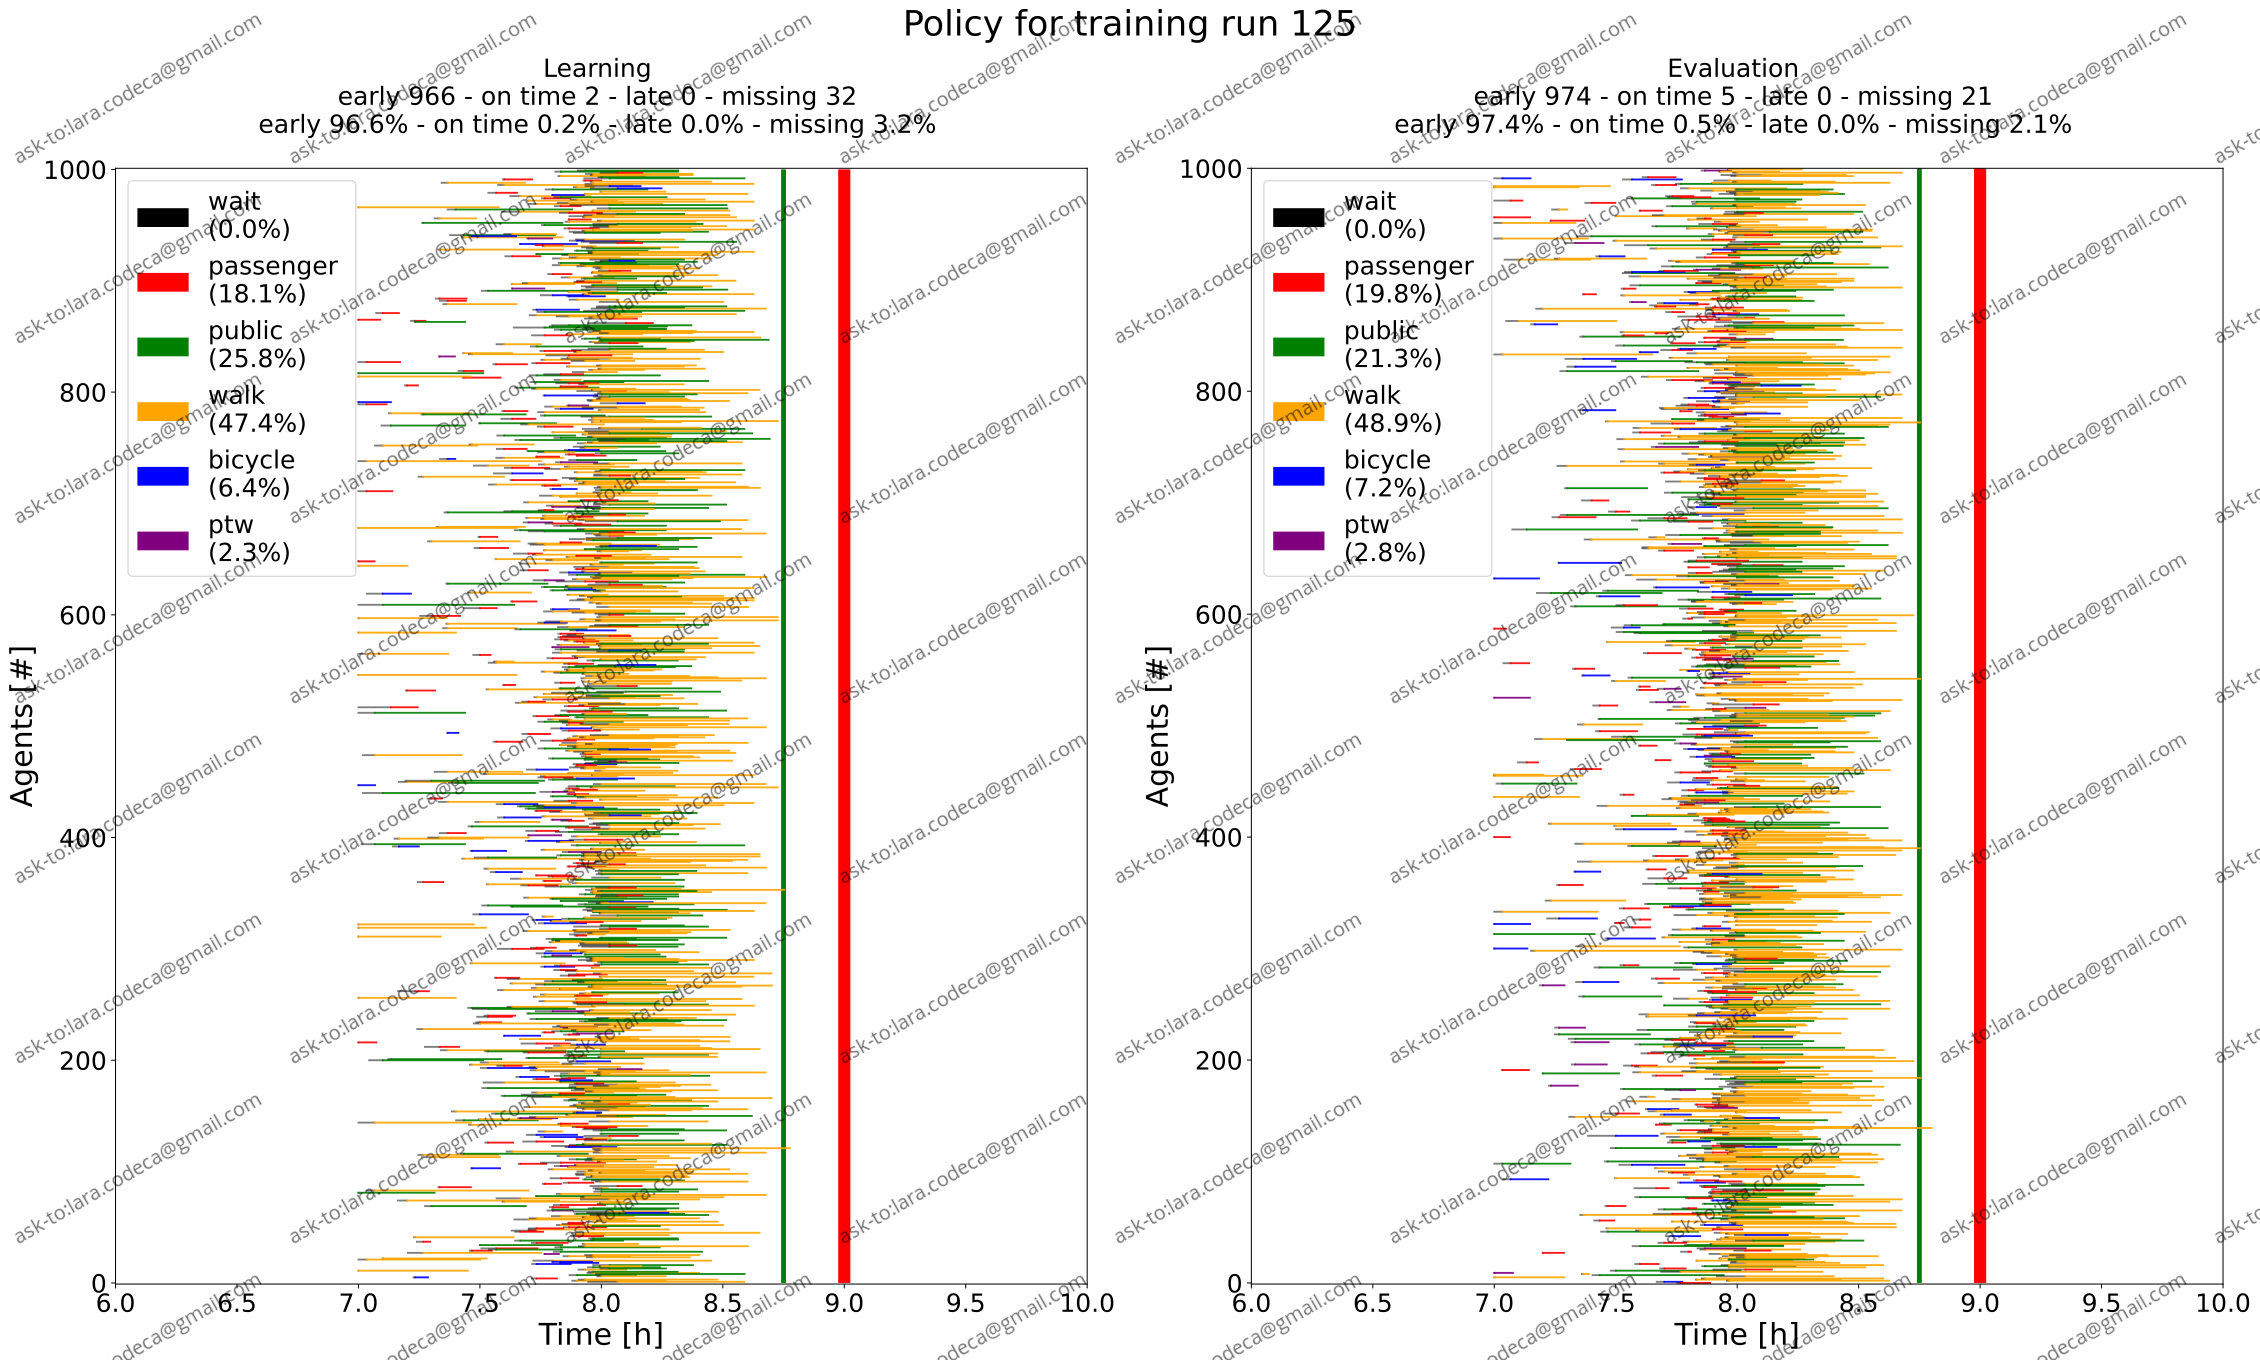 Policy for training run 125
Learning
early 966 - on time 2 - late 0 - missing 32
early 96.6% - on time 0.2% - late 0.0% - missing 3.2%
1000
800
600
400
200
0
Agents [#]
wait
(0.0%)
passenger
(18.1%)
public
(25.8%)
walk
(47.4%)
bicycle
(6.4%)
ptw
(2.3%)
6.0 6.5 7.0 7.5 8.0 8.5 9.0 9.5 10.0
Time [h]
Evaluation
early 974 - on time 5 - late 0 - missing 21
early 97.4% - on time 0.5% - late 0.0% - missing 2.1%
1000
800
600
400
200
0
Agents [#]
wait
(0.0%)
passenger
(19.8%)
public
(21.3%)
walk
(48.9%)
bicycle
(7.2%)
ptw
(2.8%)
6.0 6.5 7.0 7.5 8.0 8.5 9.0 9.5 10.0
Time [h]
ask-to:lara.codeca@gmail.com